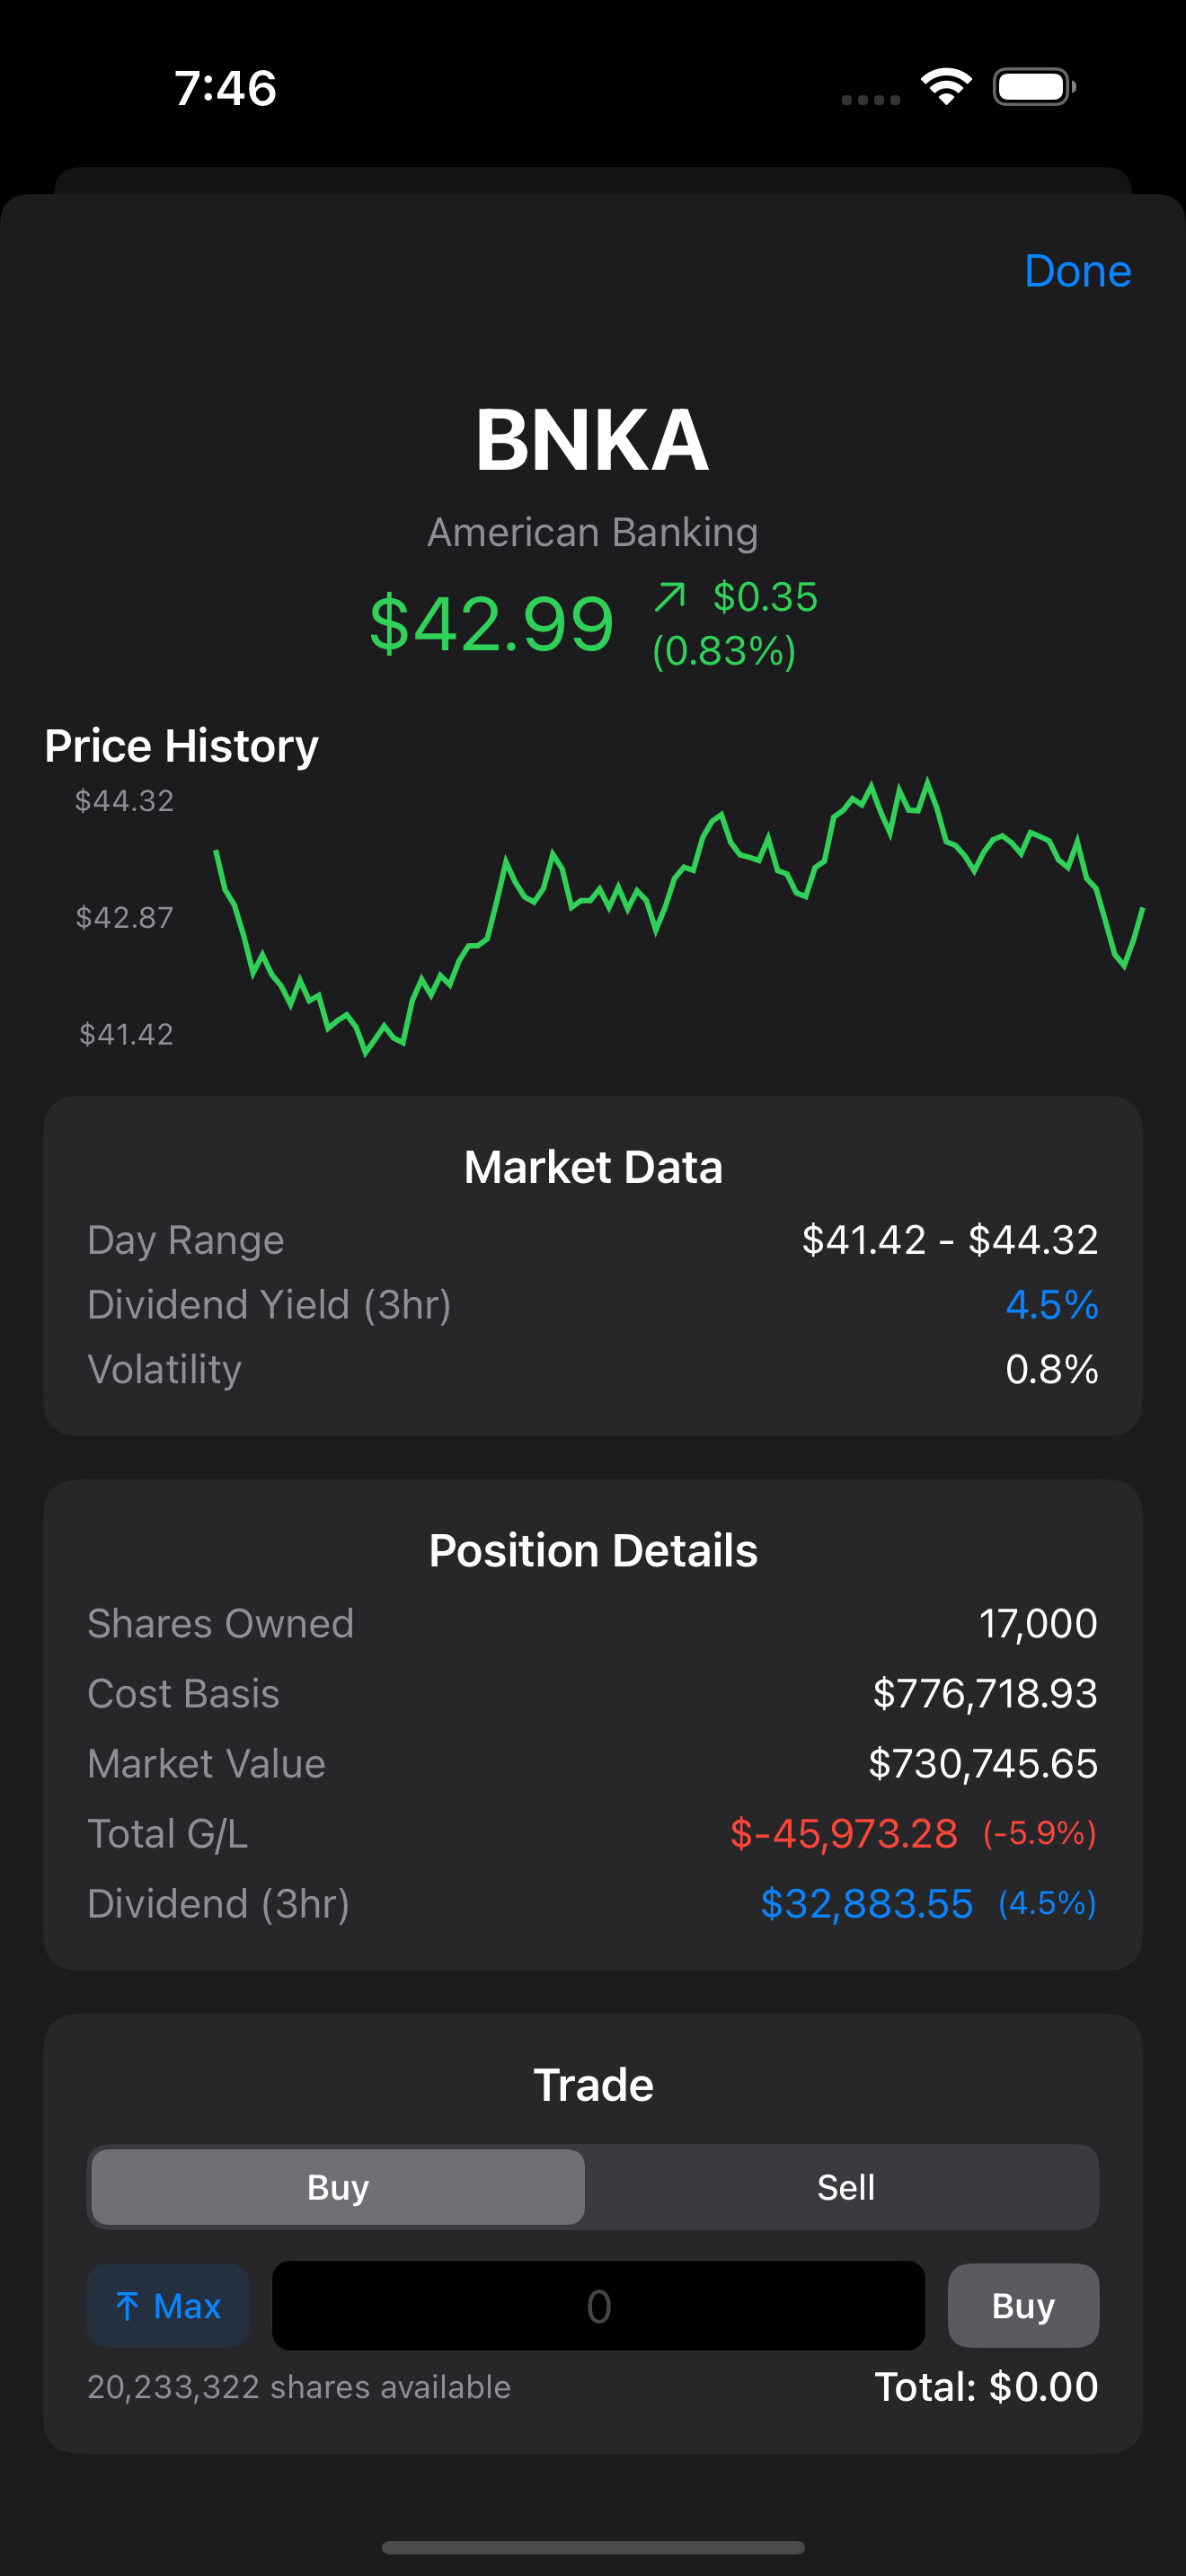 7:46
Done
BNKA
American Banking
$42.99
$0.35
(0.83%)
Price History
$44.32
$42.87
$41.42
Market Data
Day Range $41.42 - $44.32
Dividend Yield (3hr) 4.5%
Volatility 0.8%
Position Details
Shares Owned 17,000
Cost Basis $776,718.93
Market Value $730,745.65
Total G/L $-45,973.28 (-5.9%)
Dividend (3hr) $32,883.55 (4.5%)
Trade
Buy Sell
Max 0 Buy
20,233,322 shares available Total: $0.00